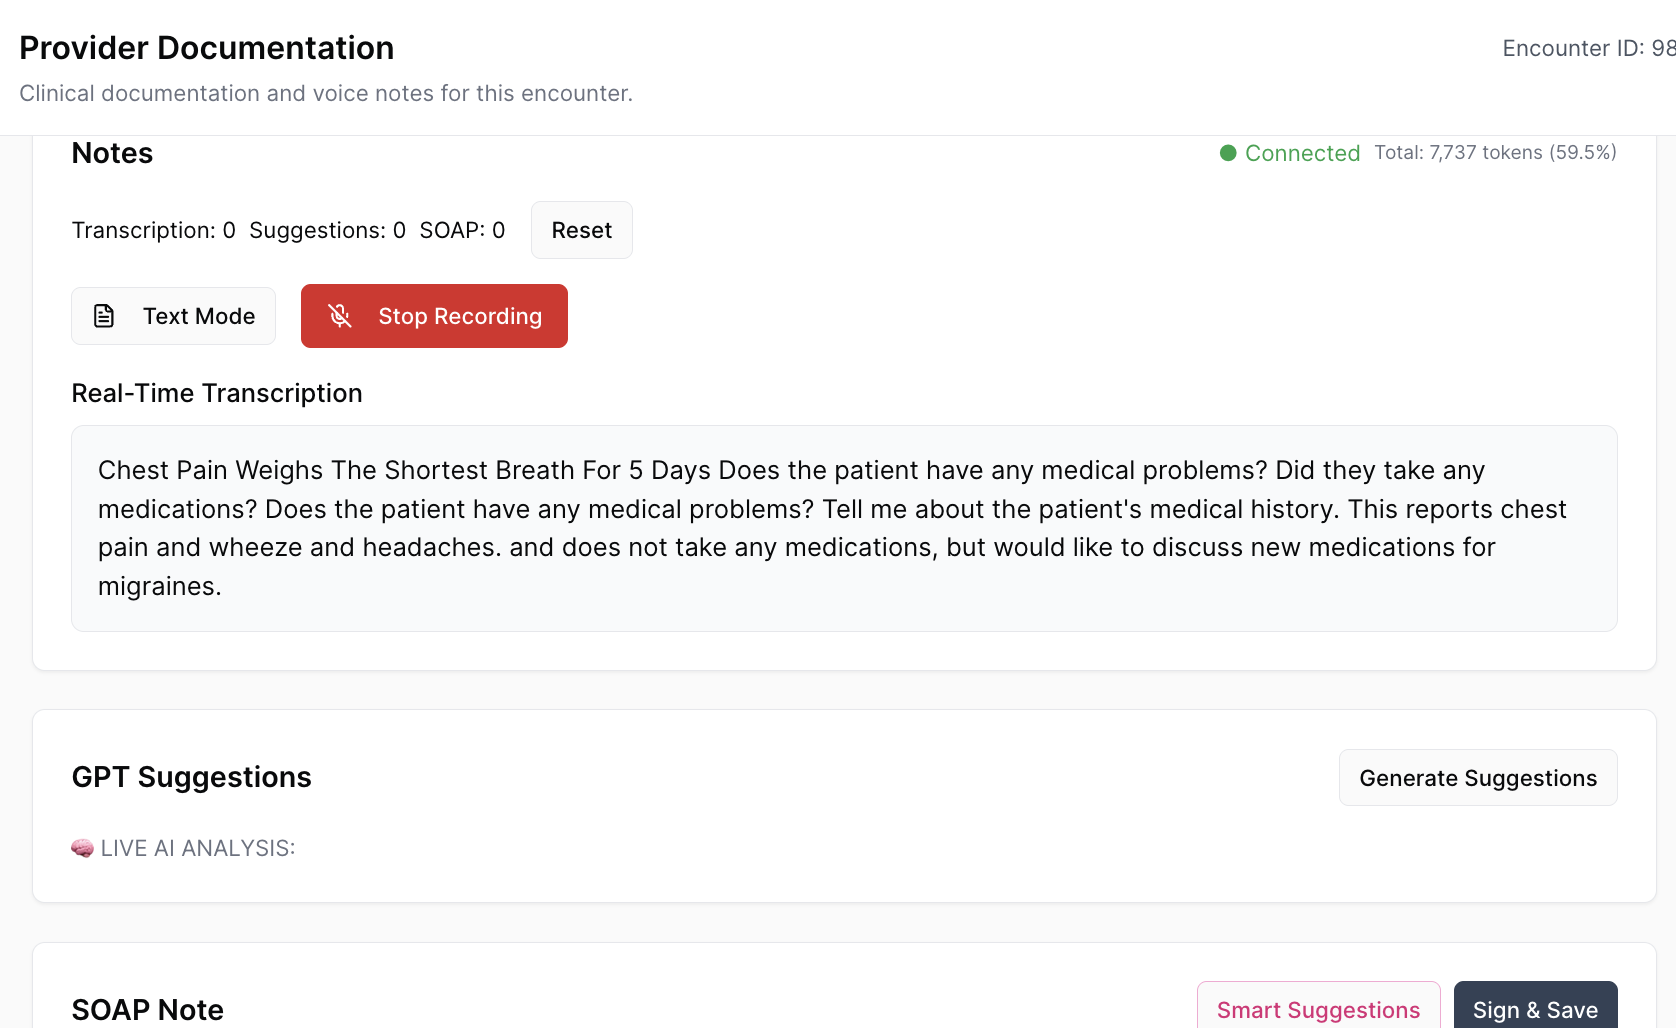 Provider Documentation
Encounter ID: 98
Clinical documentation and voice notes for this encounter.
Notes
Connected Total: 7,737 tokens (59.5%)
Transcription: 0 Suggestions: 0 SOAP: 0 Reset
Text Mode Stop Recording
Real-Time Transcription
Chest Pain Weighs The Shortest Breath For 5 Days Does the patient have any medical problems? Did they take any
medications? Does the patient have any medical problems? Tell me about the patient's medical history. This reports chest
pain and wheeze and headaches. and does not take any medications, but would like to discuss new medications for
migraines.
GPT Suggestions
Generate Suggestions
🧠 LIVE AI ANALYSIS:
SOAP Note
Smart Suggestions Sign & Save